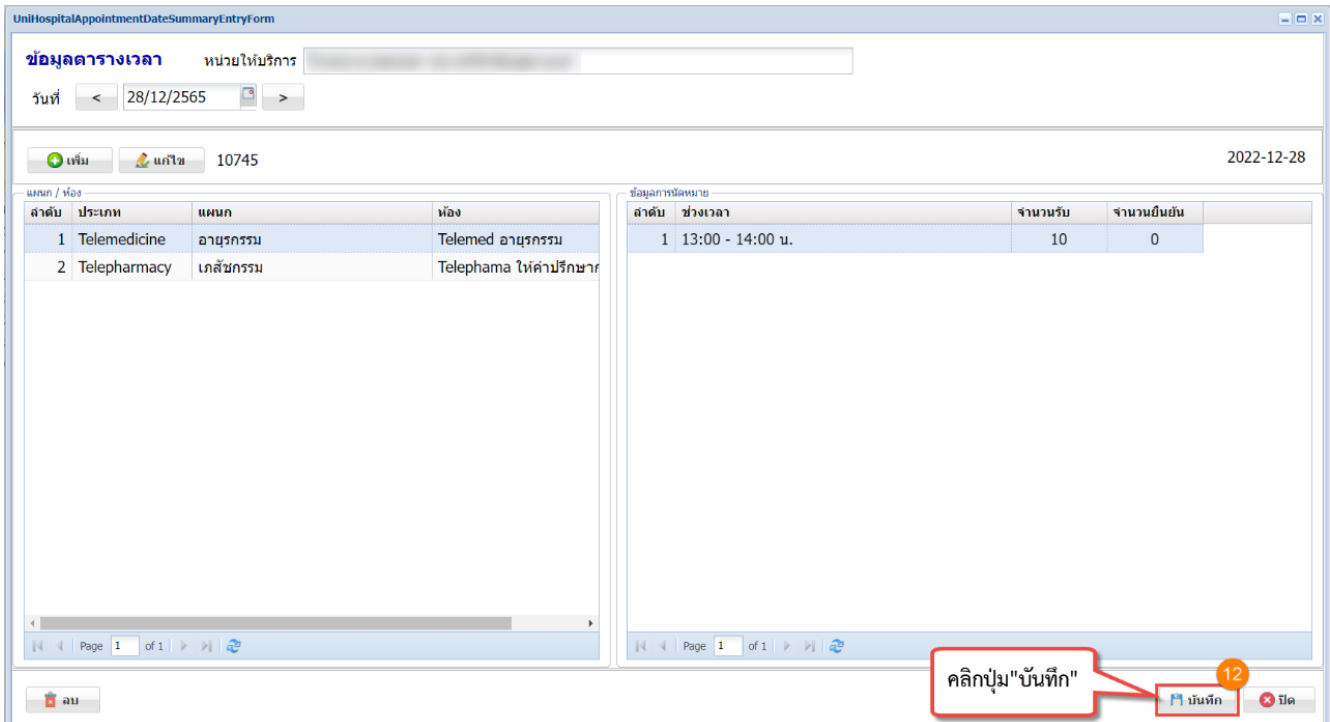 UniHospitalAppointmentDateSummaryEntryForm
ข้อมูลตารางเวลา หน่วยให้บริการ
วันที่ < 28/12/2565 >
เพิ่ม แก้ไข 10745 2022-12-28
แผนก / ห้อง ข้อมูลการนัดหมาย
ลำดับ ประเภท แผนก ห้อง ลำดับ ช่วงเวลา จำนวนรับ จำนวนยืนยัน
1 Telemedicine อายุรกรรม Telemed อายุรกรรม 1 13:00 - 14:00 น. 10 0
2 Telepharmacy เภสัชกรรม Telephama ให้คำปรึกษาก
Page 1 of 1 Page 1 of 1
คลิกปุ่ม"บันทึก" 12
ลบ บันทึก ปิด